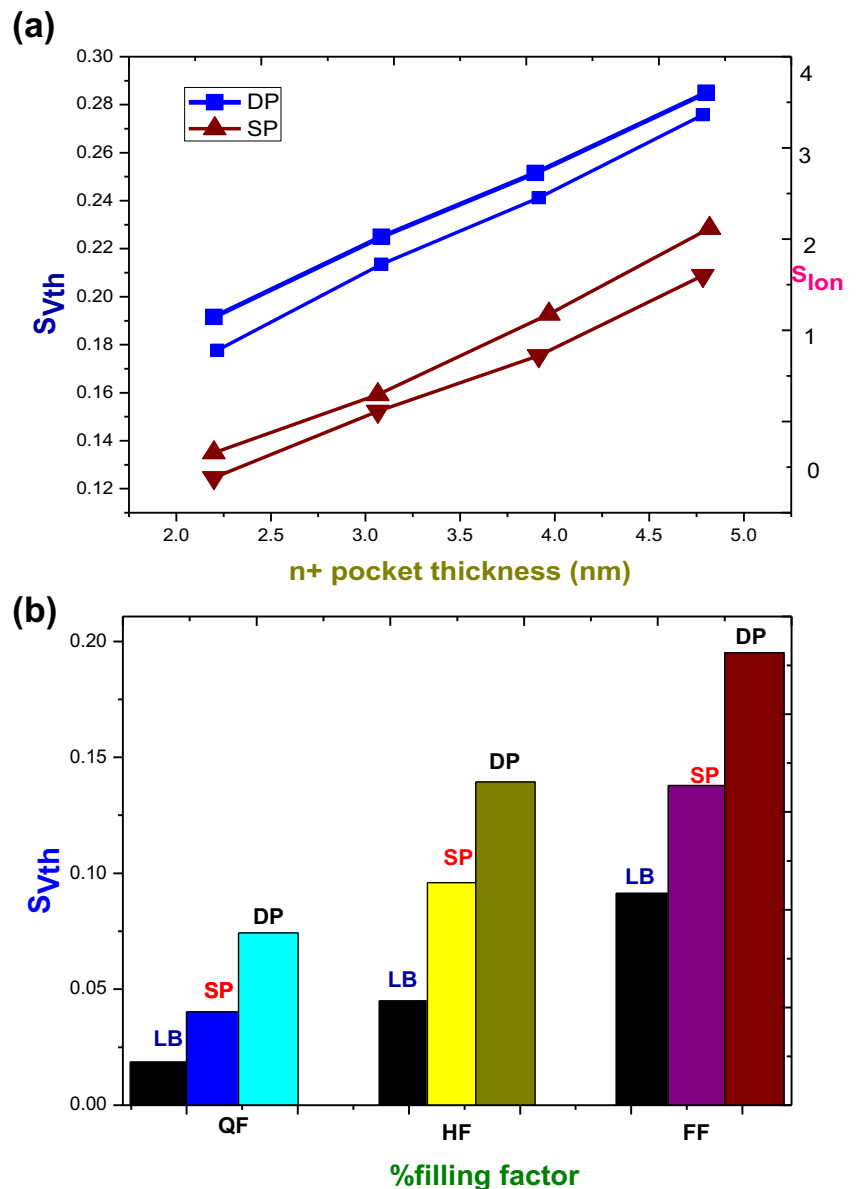 (a)
0.30
0.28
0.26
0.24
0.22
0.20
0.18
0.16
0.14
0.12
SVth
DP
SP
4
3
2
1
0
SIon
2.0 2.5 3.0 3.5 4.0 4.5 5.0
n+ pocket thickness (nm)
(b)
0.20
0.15
0.10
0.05
0.00
SVth
LB SP DP
LB SP DP
LB SP DP
QF HF FF
%filling factor